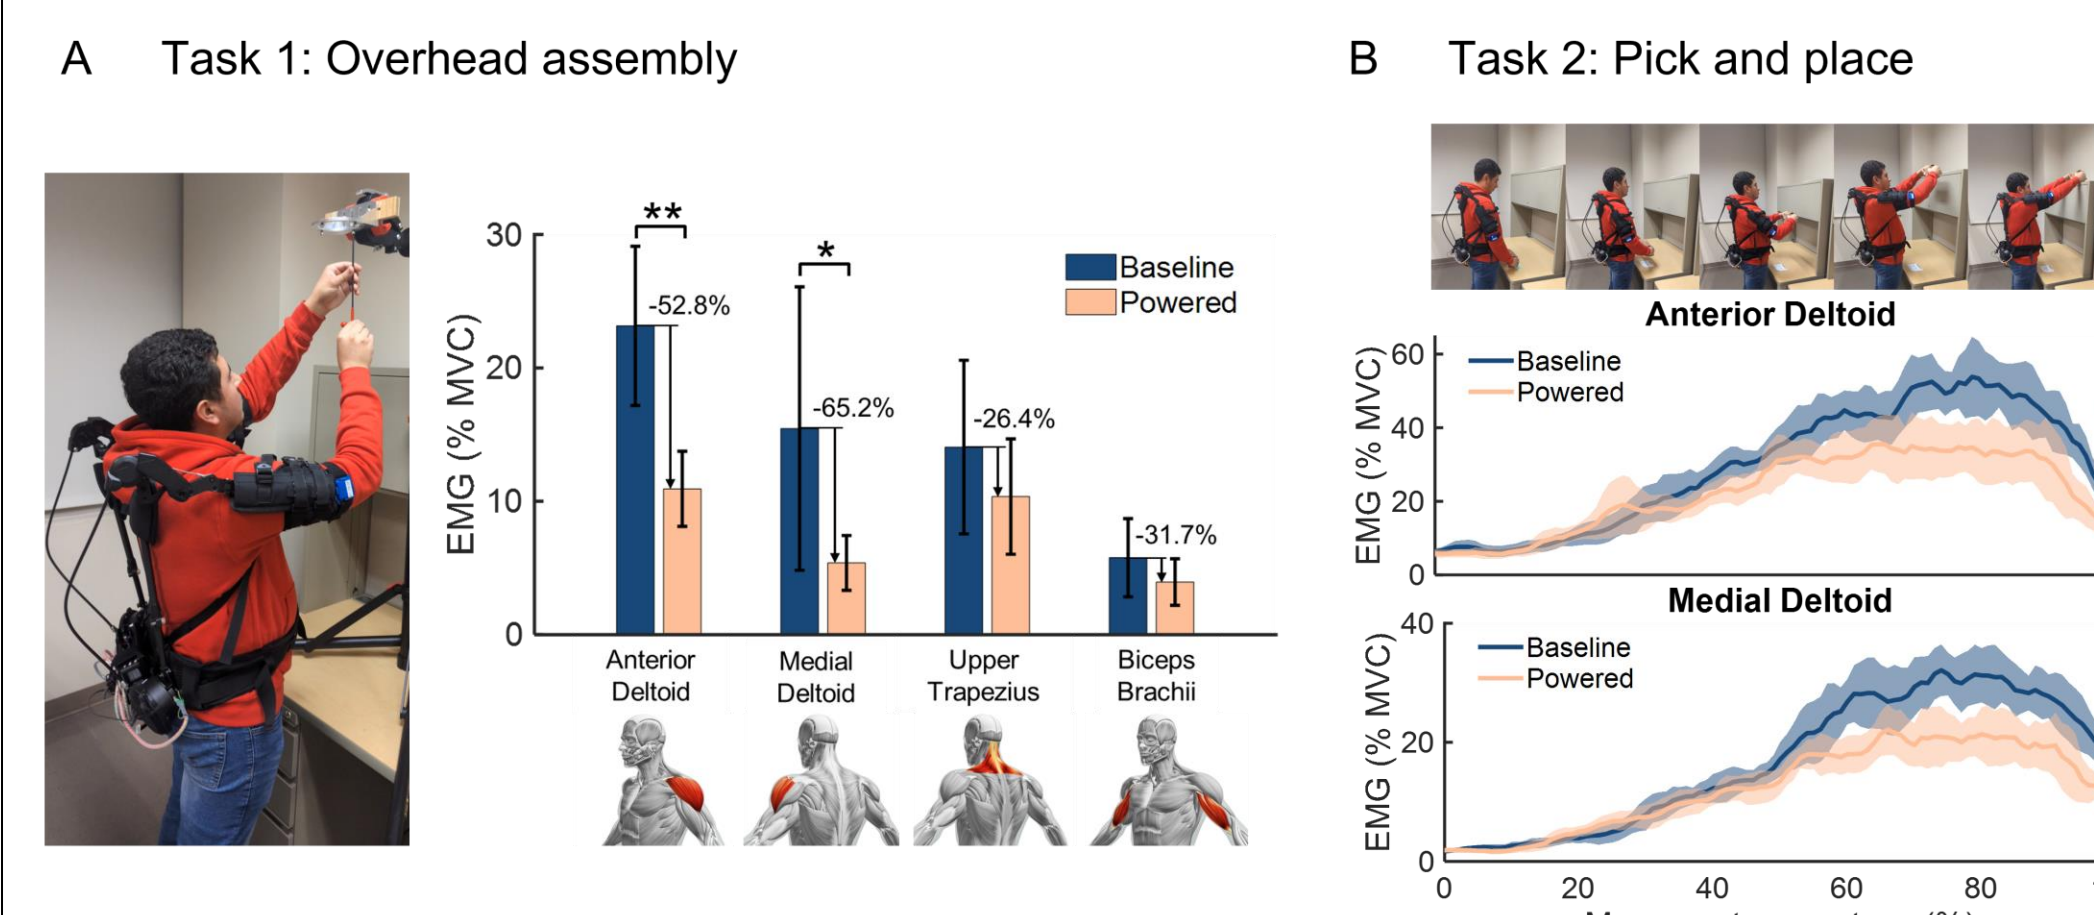 A Task 1: Overhead assembly
30
20
10
0
EMG (% MVC)
**
*
-52.8%
-65.2%
-26.4%
-31.7%
Baseline
Powered
Anterior
Deltoid
Medial
Deltoid
Upper
Trapezius
Biceps
Brachii
B Task 2: Pick and place
Anterior Deltoid
60
40
20
0
EMG (% MVC)
Baseline
Powered
Medial Deltoid
40
20
0
EMG (% MVC)
Baseline
Powered
0 20 40 60 80